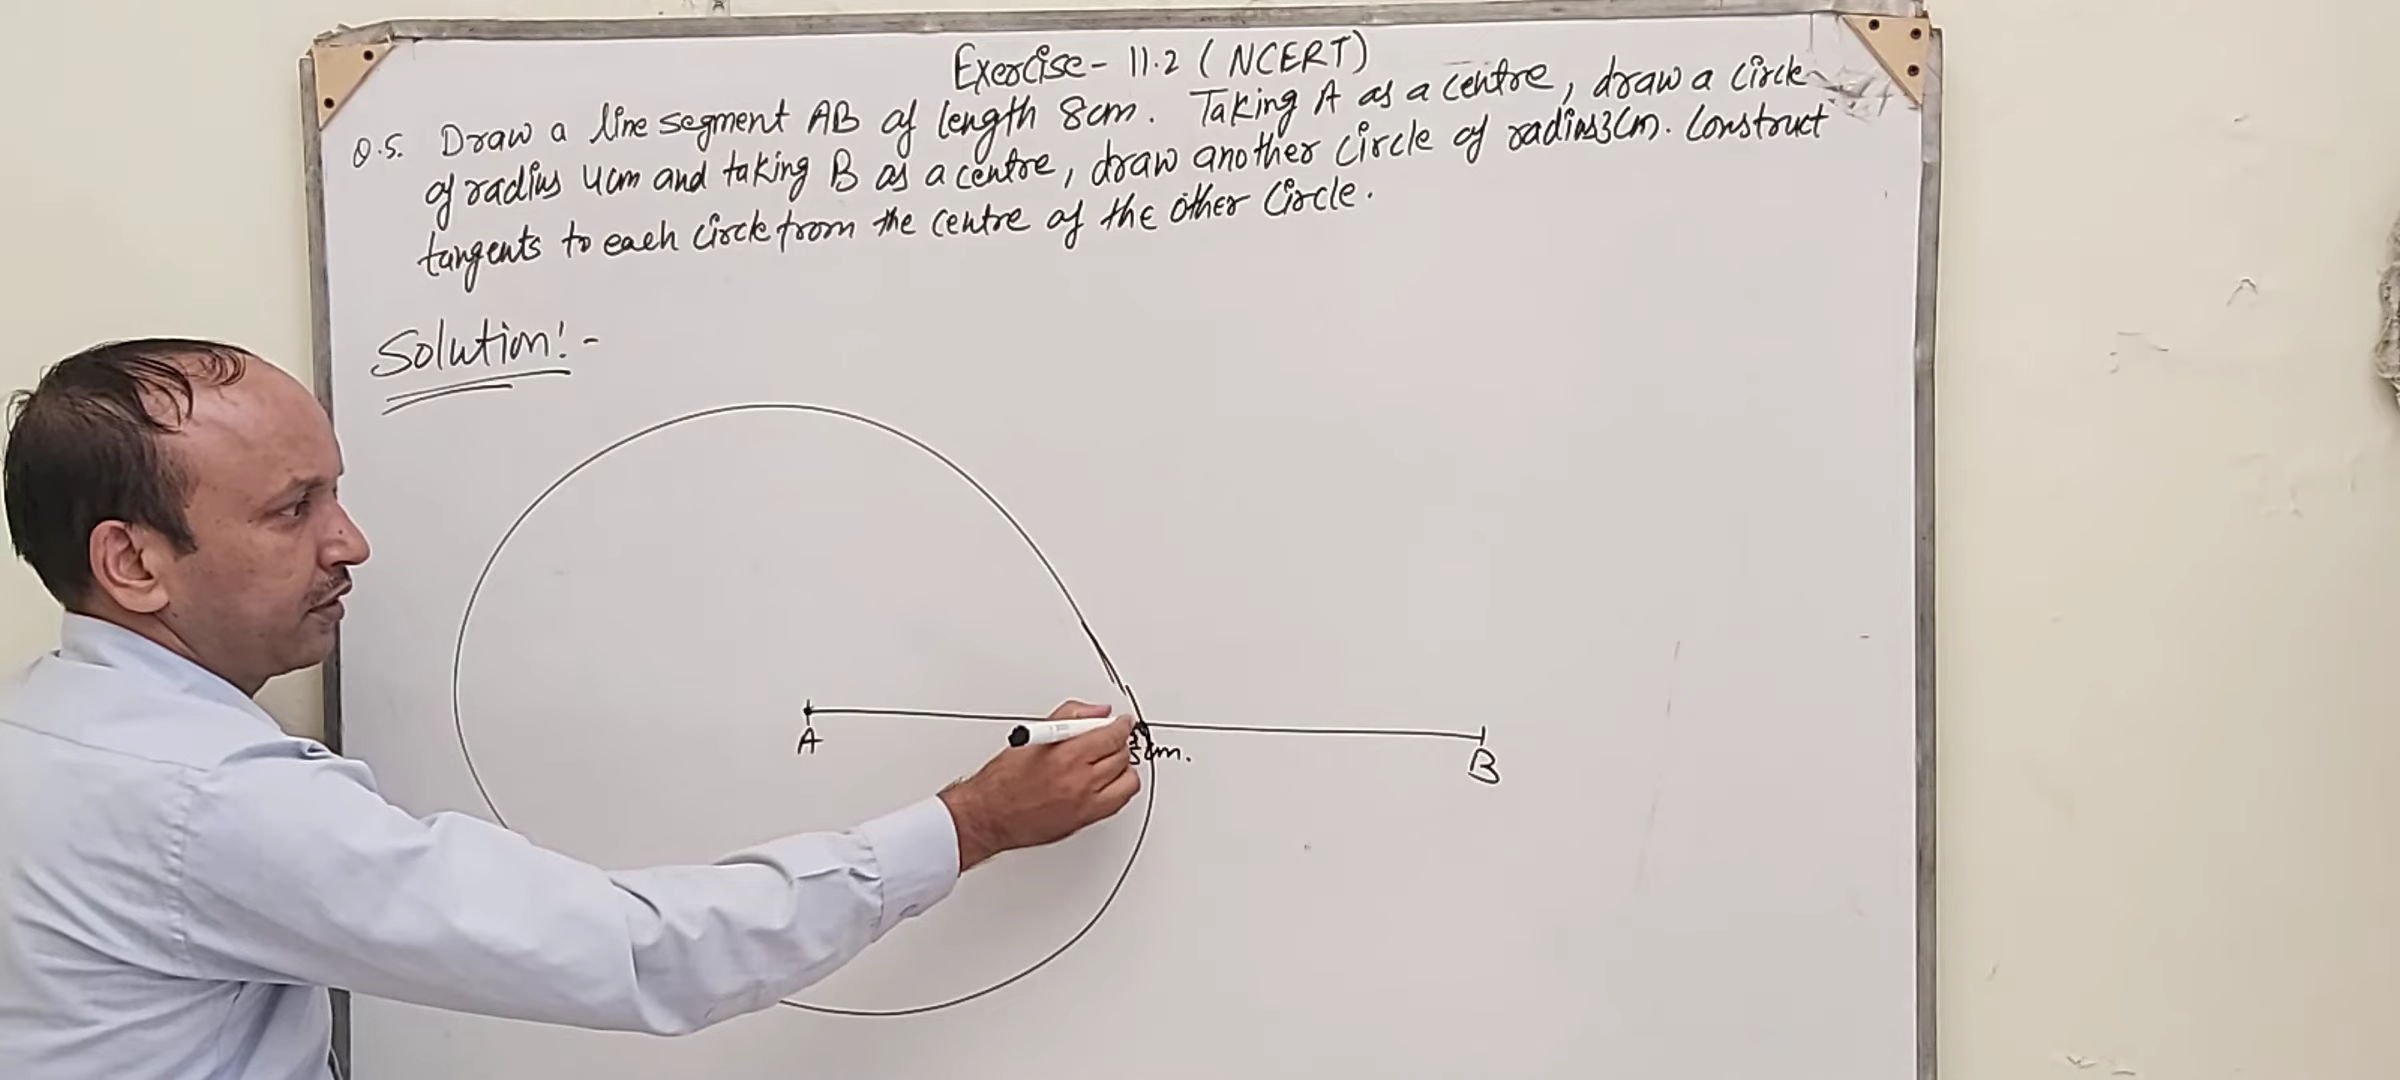 Exercise - 11.2 ( NCERT)
Q.5. Draw a line segment AB of length 8cm. Taking A as a centre, draw a circle
of radius 4cm and taking B as a centre, draw another circle of radius 3cm. Construct
tangents to each circle from the centre of the other circle.
Solution:-
A
cm.
B